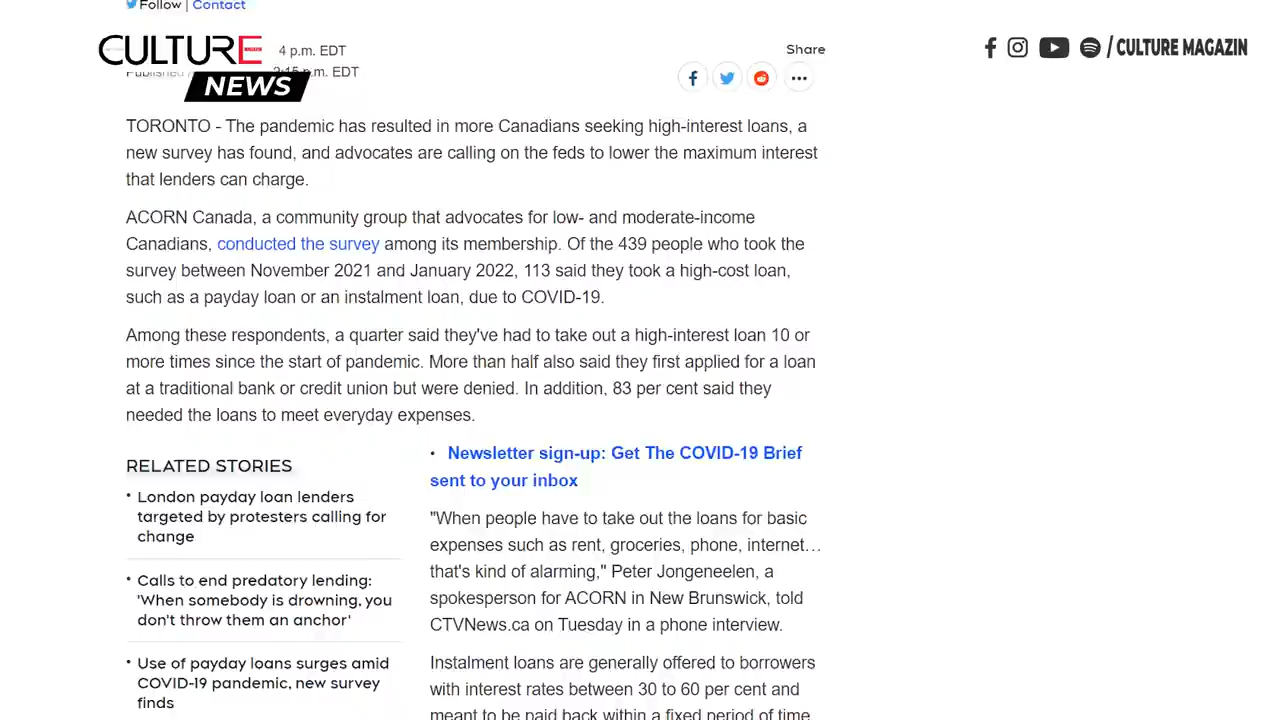 Follow | Contact
CULTURE
NEWS
4 p.m. EDT
Published
2:15 p.m. EDT
Share
/ CULTURE MAGAZIN
TORONTO - The pandemic has resulted in more Canadians seeking high-interest loans, a
new survey has found, and advocates are calling on the feds to lower the maximum interest
that lenders can charge.
ACORN Canada, a community group that advocates for low- and moderate-income
Canadians, conducted the survey among its membership. Of the 439 people who took the
survey between November 2021 and January 2022, 113 said they took a high-cost loan,
such as a payday loan or an instalment loan, due to COVID-19.
Among these respondents, a quarter said they've had to take out a high-interest loan 10 or
more times since the start of pandemic. More than half also said they first applied for a loan
at a traditional bank or credit union but were denied. In addition, 83 per cent said they
needed the loans to meet everyday expenses.
RELATED STORIES
• London payday loan lenders
targeted by protesters calling for
change
• Calls to end predatory lending:
'When somebody is drowning, you
don't throw them an anchor'
• Use of payday loans surges amid
COVID-19 pandemic, new survey
finds
• Newsletter sign-up: Get The COVID-19 Brief
sent to your inbox
"When people have to take out the loans for basic
expenses such as rent, groceries, phone, internet…
that's kind of alarming," Peter Jongeneelen, a
spokesperson for ACORN in New Brunswick, told
CTVNews.ca on Tuesday in a phone interview.
Instalment loans are generally offered to borrowers
with interest rates between 30 to 60 per cent and
meant to be paid back within a fixed period of time